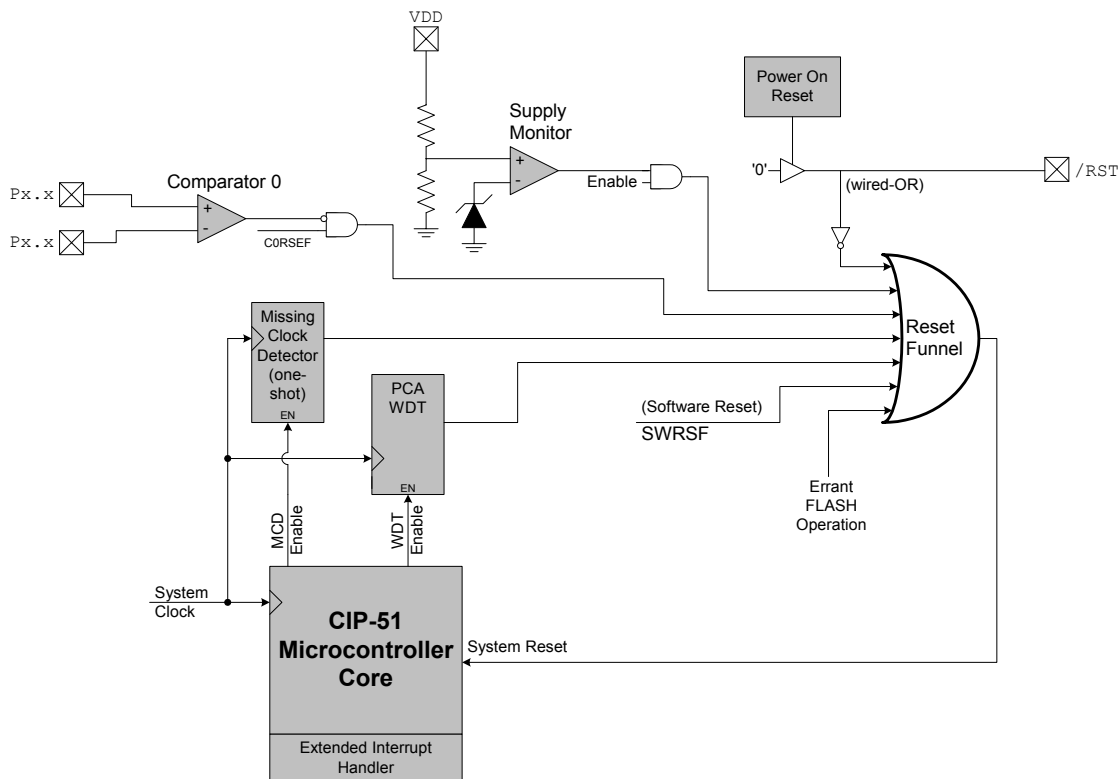 VDD
Power On
Reset
Supply
Monitor
+
-
Enable
'0'
(wired-OR)
/RST
Px.x
Px.x
Comparator 0
+
-
C0RSEF
Missing
Clock
Detector
(one-
shot)
EN
PCA
WDT
EN
(Software Reset)
SWRSF
Errant
FLASH
Operation
Reset
Funnel
MCD
Enable
WDT
Enable
System
Clock
CIP-51
Microcontroller
Core
System Reset
Extended Interrupt
Handler